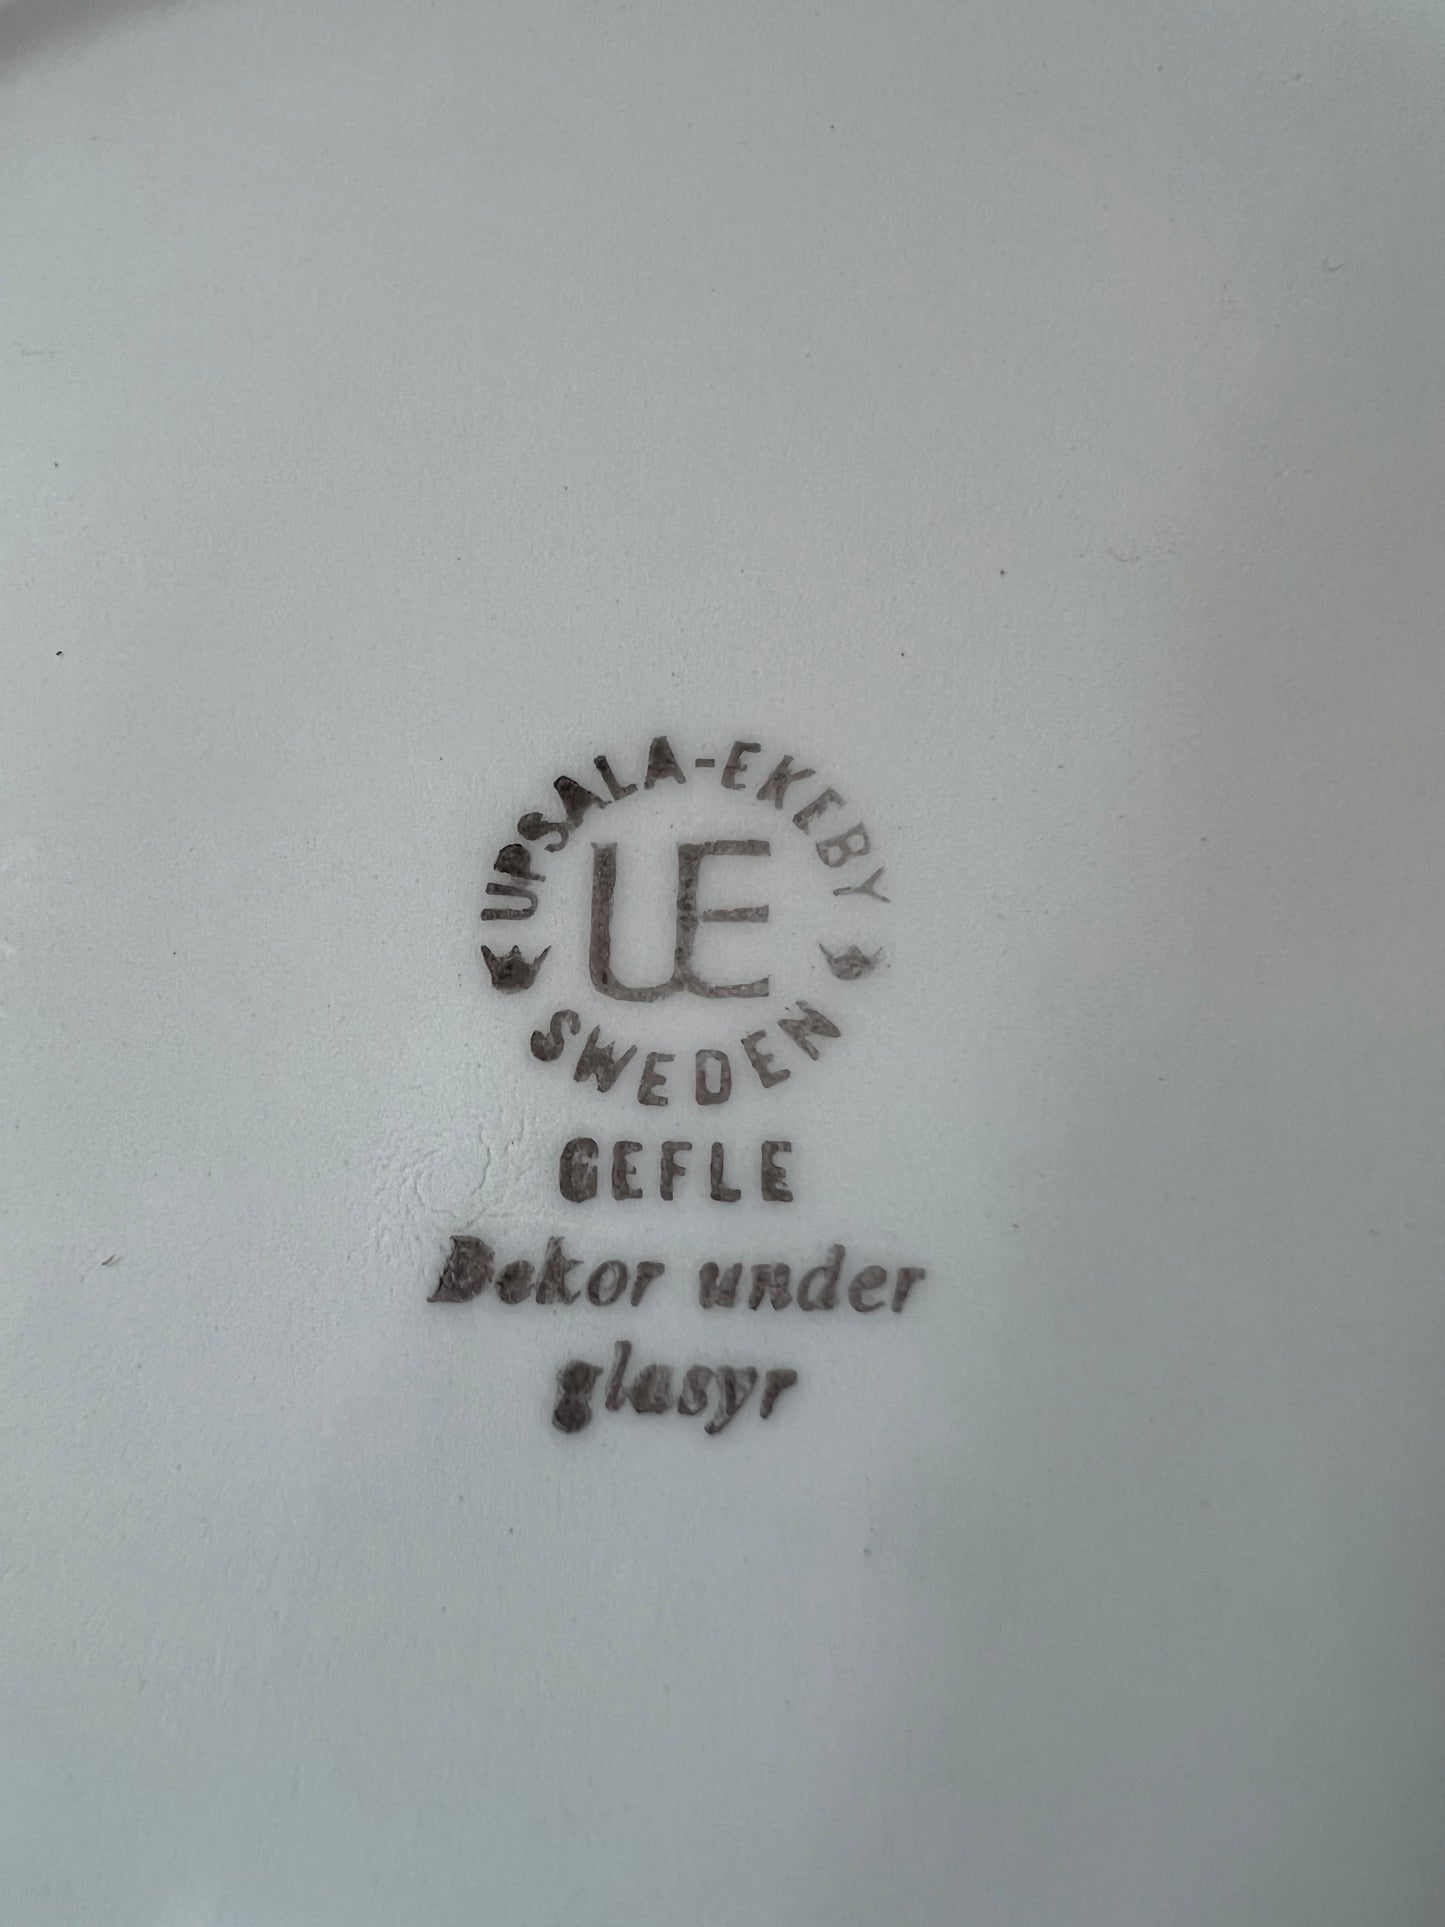 UPSALA-EKEBY
UE
SWEDEN
GEFLE
Dekor under
glasyr